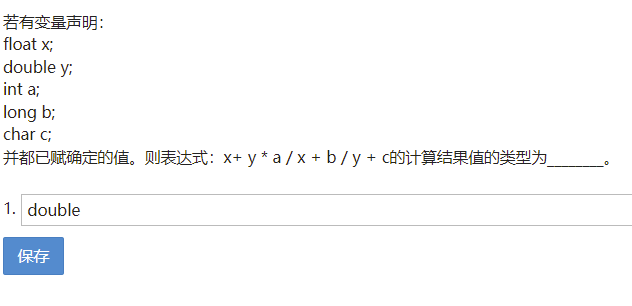 若有变量声明：
float x;
double y;
int a;
long b;
char c;
并都已赋确定的值。则表达式：x+ y * a / x + b / y + c的计算结果值的类型为________。
1. double
保存